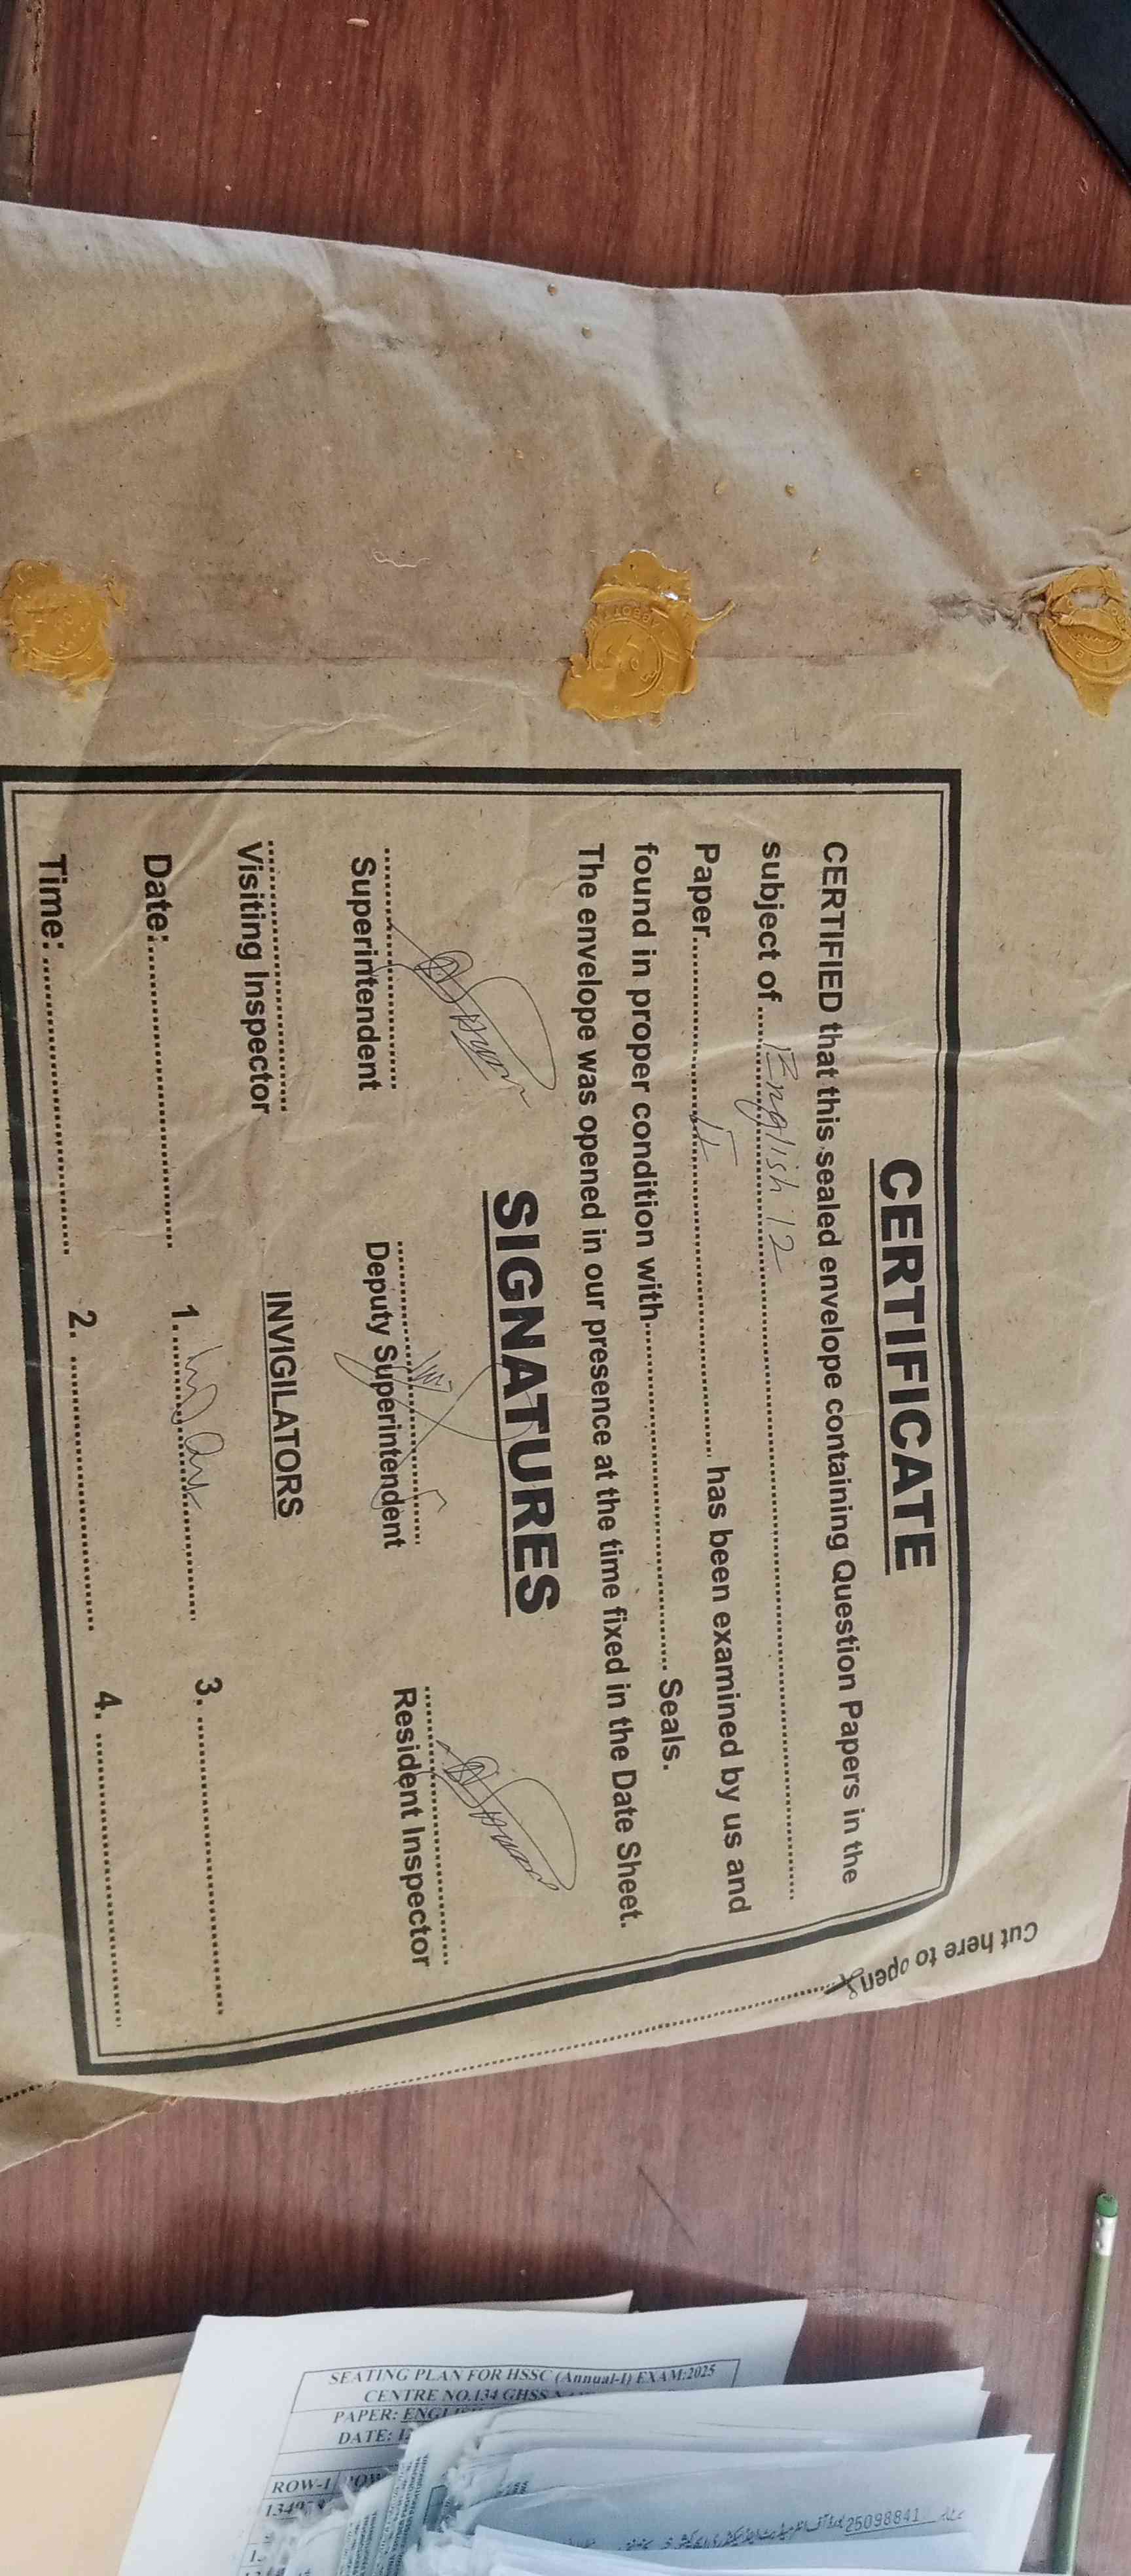 CERTIFICATE
CERTIFIED that this sealed envelope containing Question Papers in the
subject of English 12
Paper II has been examined by us and
found in proper condition with Seals.
The envelope was opened in our presence at the time fixed in the Date Sheet.
SIGNATURES
Superintendent Deputy Superintendent Resident Inspector
Visiting Inspector
INVIGILATORS
Date: 1. 3.
Time: 2. 4.
Cut here to open
SEATING PLAN FOR HSSC (Annual-I) EXAM:2025
CENTRE NO.134 GHSS
PAPER:
DATE:
ROW-I
25098841